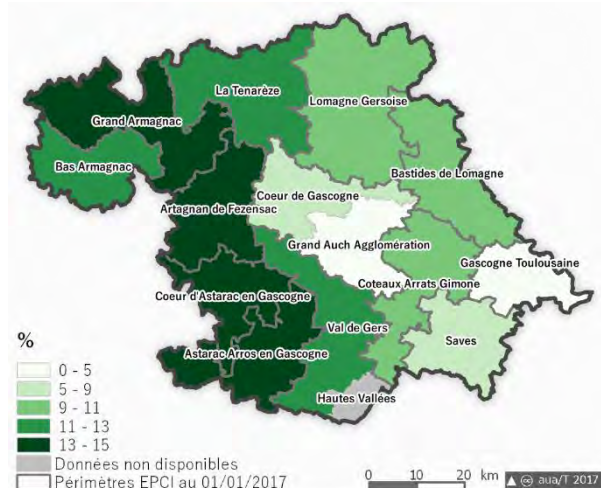 La Tenarèze
Lomagne Gersoise
Grand Armagnac
Bas Armagnac
Bastides de Lomagne
Coeur de Gascogne
Artagnan de Fezensac
Grand Auch Agglomération
Gascogne Toulousaine
Coteaux Arrats Gimone
Coeur d'Astarac en Gascogne
Val de Gers
Saves
Astarac Arros en Gascogne
Hautes Vallées
%
0 - 5
5 - 9
9 - 11
11 - 13
13 - 15
Données non disponibles
Périmètres EPCI au 01/01/2017
0 10 20 km
cc aua/T 2017